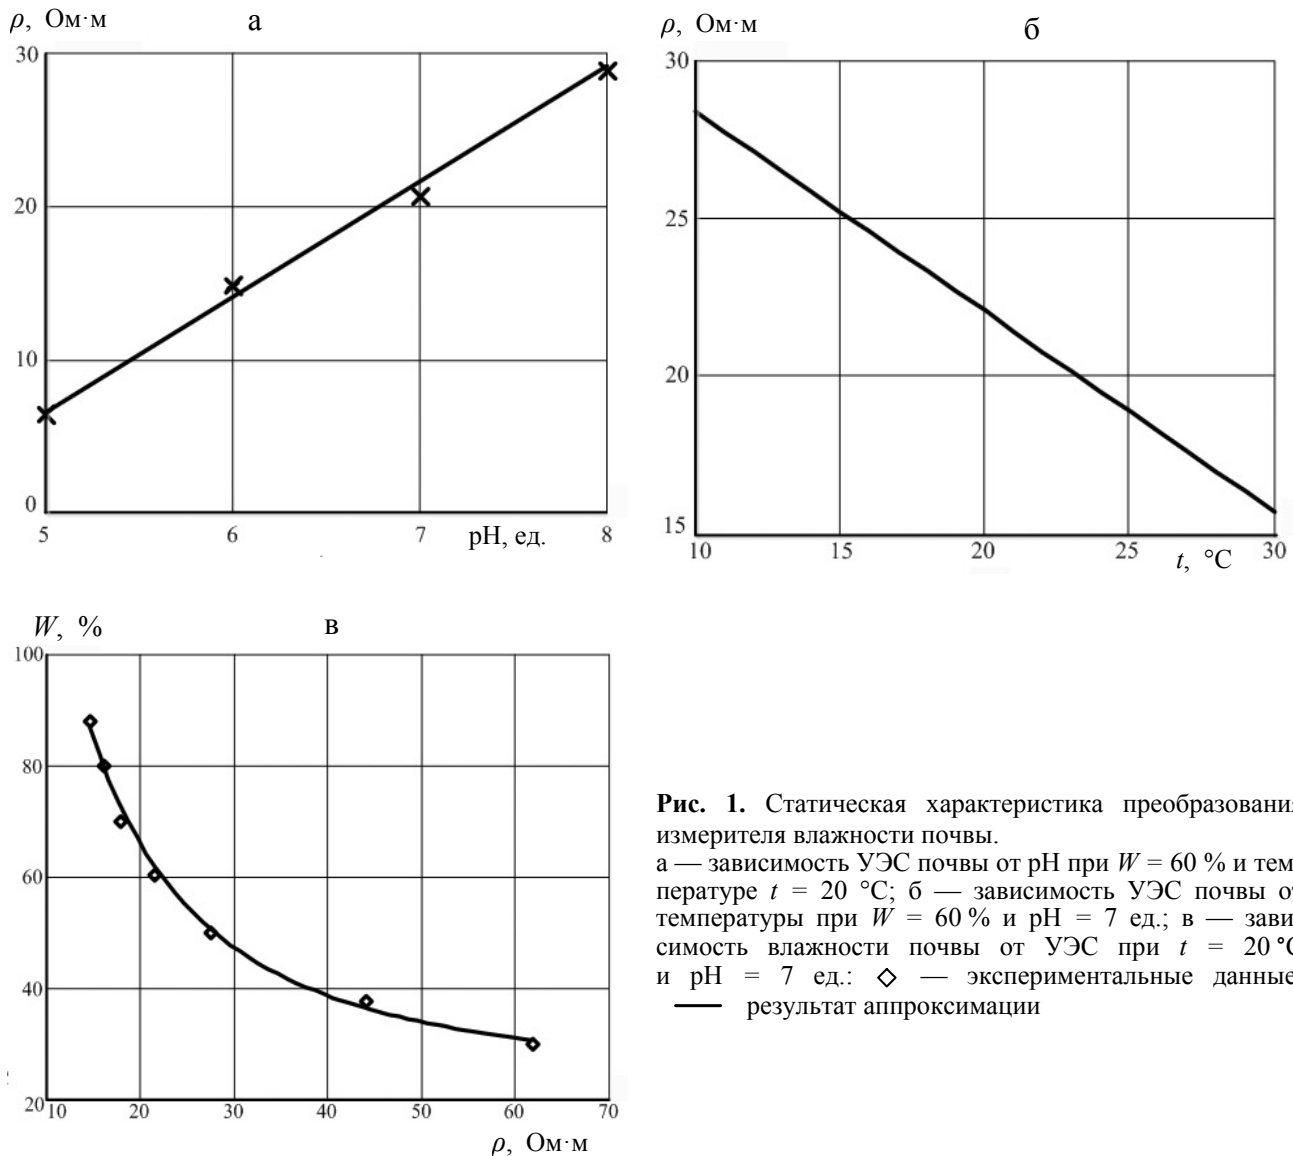 ρ, Ом·м
а
30
20
10
0
5
6
7
pH, ед.
8
ρ, Ом·м
б
30
25
20
15
10
15
20
25
t, °C
30
W, %
в
100
80
60
40
20
10
20
30
40
50
60
70
ρ, Ом·м
Рис. 1. Статическая характеристика преобразования
измерителя влажности почвы.
а — зависимость УЭС почвы от pH при W = 60 % и тем
пературе t = 20 °C; б — зависимость УЭС почвы о
температуры при W = 60 % и pH = 7 ед.; в — зави
симость влажности почвы от УЭС при t = 20 °C
и pH = 7 ед.: ◇ — экспериментальные данные
— результат аппроксимации